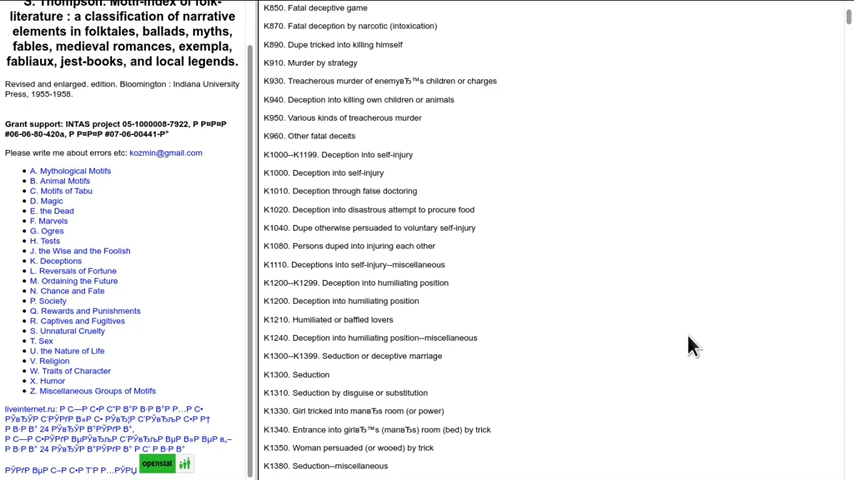 S. Thompson. Motif-index of folk-
literature : a classification of narrative
elements in folktales, ballads, myths,
fables, medieval romances, exempla,
fabliaux, jest-books, and local legends.
Revised and enlarged. edition. Bloomington : Indiana University
Press, 1955-1958.
Grant support: INTAS project 05-1000008-7922, Р Р¤Р¤Р
#06-06-80-420a, Р Р¤Р¤Р #07-06-00441-Р°
Please write me about errors etc: kozmin@gmail.com
A. Mythological Motifs
B. Animal Motifs
C. Motifs of Tabu
D. Magic
E. the Dead
F. Marvels
G. Ogres
H. Tests
J. the Wise and the Foolish
K. Deceptions
L. Reversals of Fortune
M. Ordaining the Future
N. Chance and Fate
P. Society
Q. Rewards and Punishments
R. Captives and Fugitives
S. Unnatural Cruelty
T. Sex
U. the Nature of Life
V. Religion
W. Traits of Character
X. Humor
Z. Miscellaneous Groups of Motifs
liveinternet.ru:
openstat
K850. Fatal deceptive game
K870. Fatal deception by narcotic (intoxication)
K890. Dupe tricked into killing himself
K910. Murder by strategy
K930. Treacherous murder of enemyвЂ™s children or charges
K940. Deception into killing own children or animals
K950. Various kinds of treacherous murder
K960. Other fatal deceits
K1000--K1199. Deception into self-injury
K1000. Deception into self-injury
K1010. Deception through false doctoring
K1020. Deception into disastrous attempt to procure food
K1040. Dupe otherwise persuaded to voluntary self-injury
K1080. Persons duped into injuring each other
K1110. Deceptions into self-injury--miscellaneous
K1200--K1299. Deception into humiliating position
K1200. Deception into humiliating position
K1210. Humiliated or baffled lovers
K1240. Deception into humiliating position--miscellaneous
K1300--K1399. Seduction or deceptive marriage
K1300. Seduction
K1310. Seduction by disguise or substitution
K1330. Girl tricked into manвЂs room (or power)
K1340. Entrance into girlвЂ™s (manвЂs) room (bed) by trick
K1350. Woman persuaded (or wooed) by trick
K1380. Seduction--miscellaneous